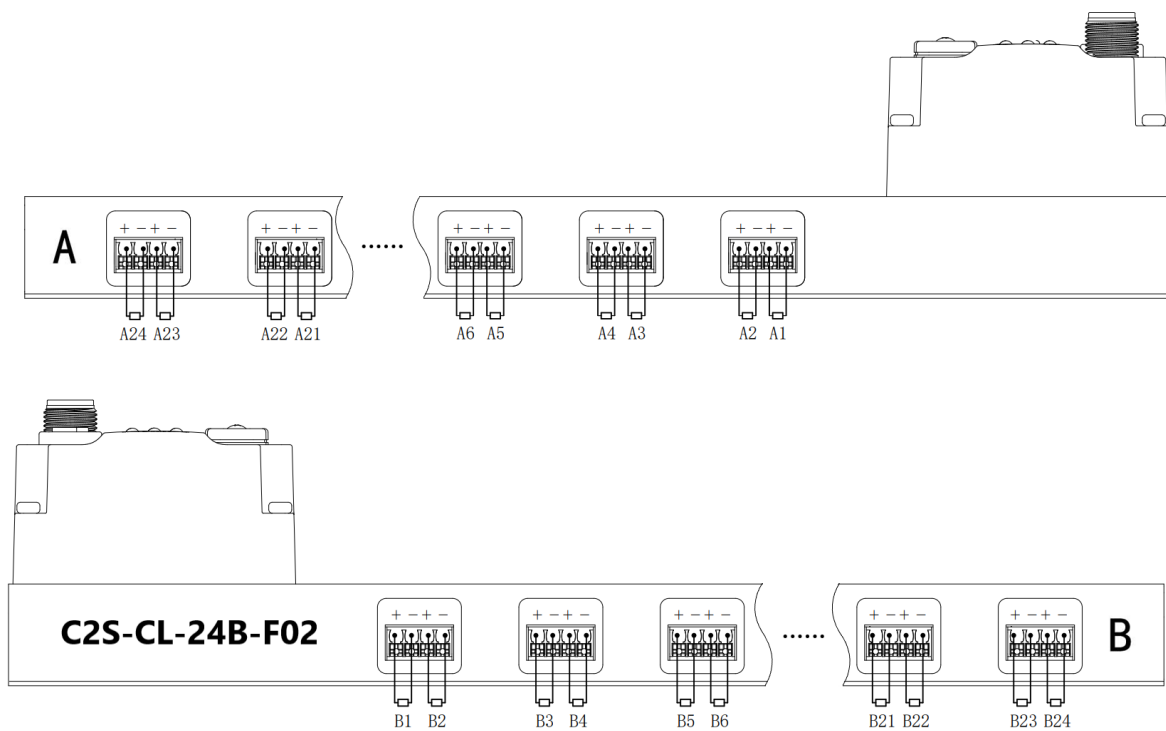 + − + −
+ − + −
+ − + −
+ − + −
+ − + −
A
......
A24 A23
A22 A21
A6 A5
A4 A3
A2 A1
+ − + −
+ − + −
+ − + −
+ − + −
+ − + −
C2S-CL-24B-F02
......
B
B1 B2
B3 B4
B5 B6
B21 B22
B23 B24